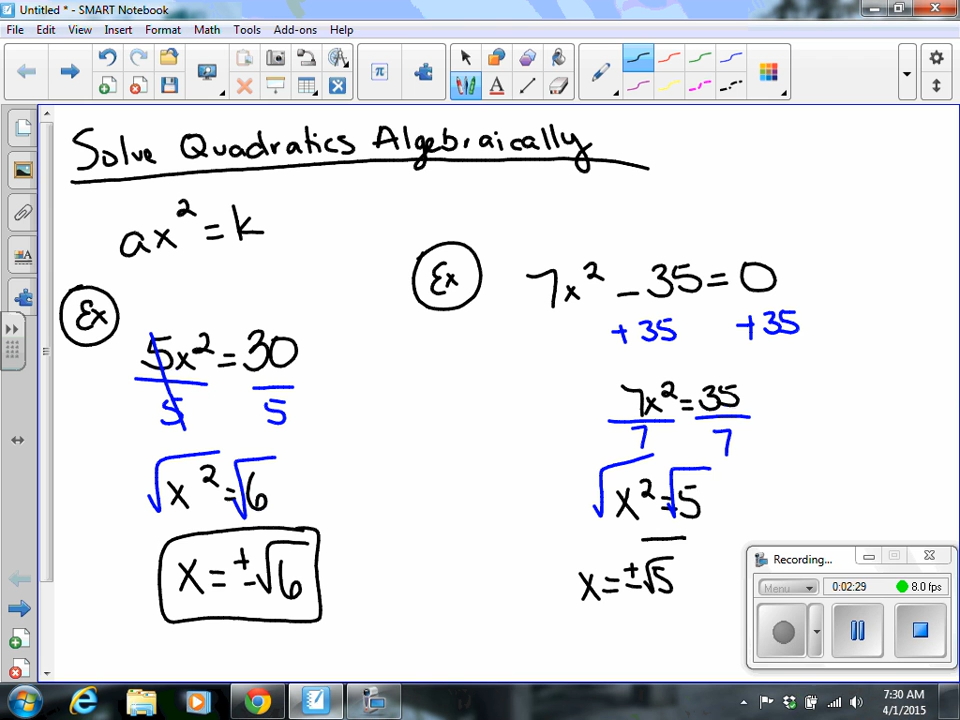 Untitled * - SMART Notebook
File Edit View Insert Format Math Tools Add-ons Help
Solve Quadratics Algebraically
ax² = k
Ex
5x² = 30
5 5
√x² = √6
x = ±√6
Ex
7x² - 35 = 0
+35 +35
7x² = 35
7 7
√x² = √5
x = ±√5
Recording...
Menu 0:02:29 8.0 fps
7:30 AM
4/1/2015